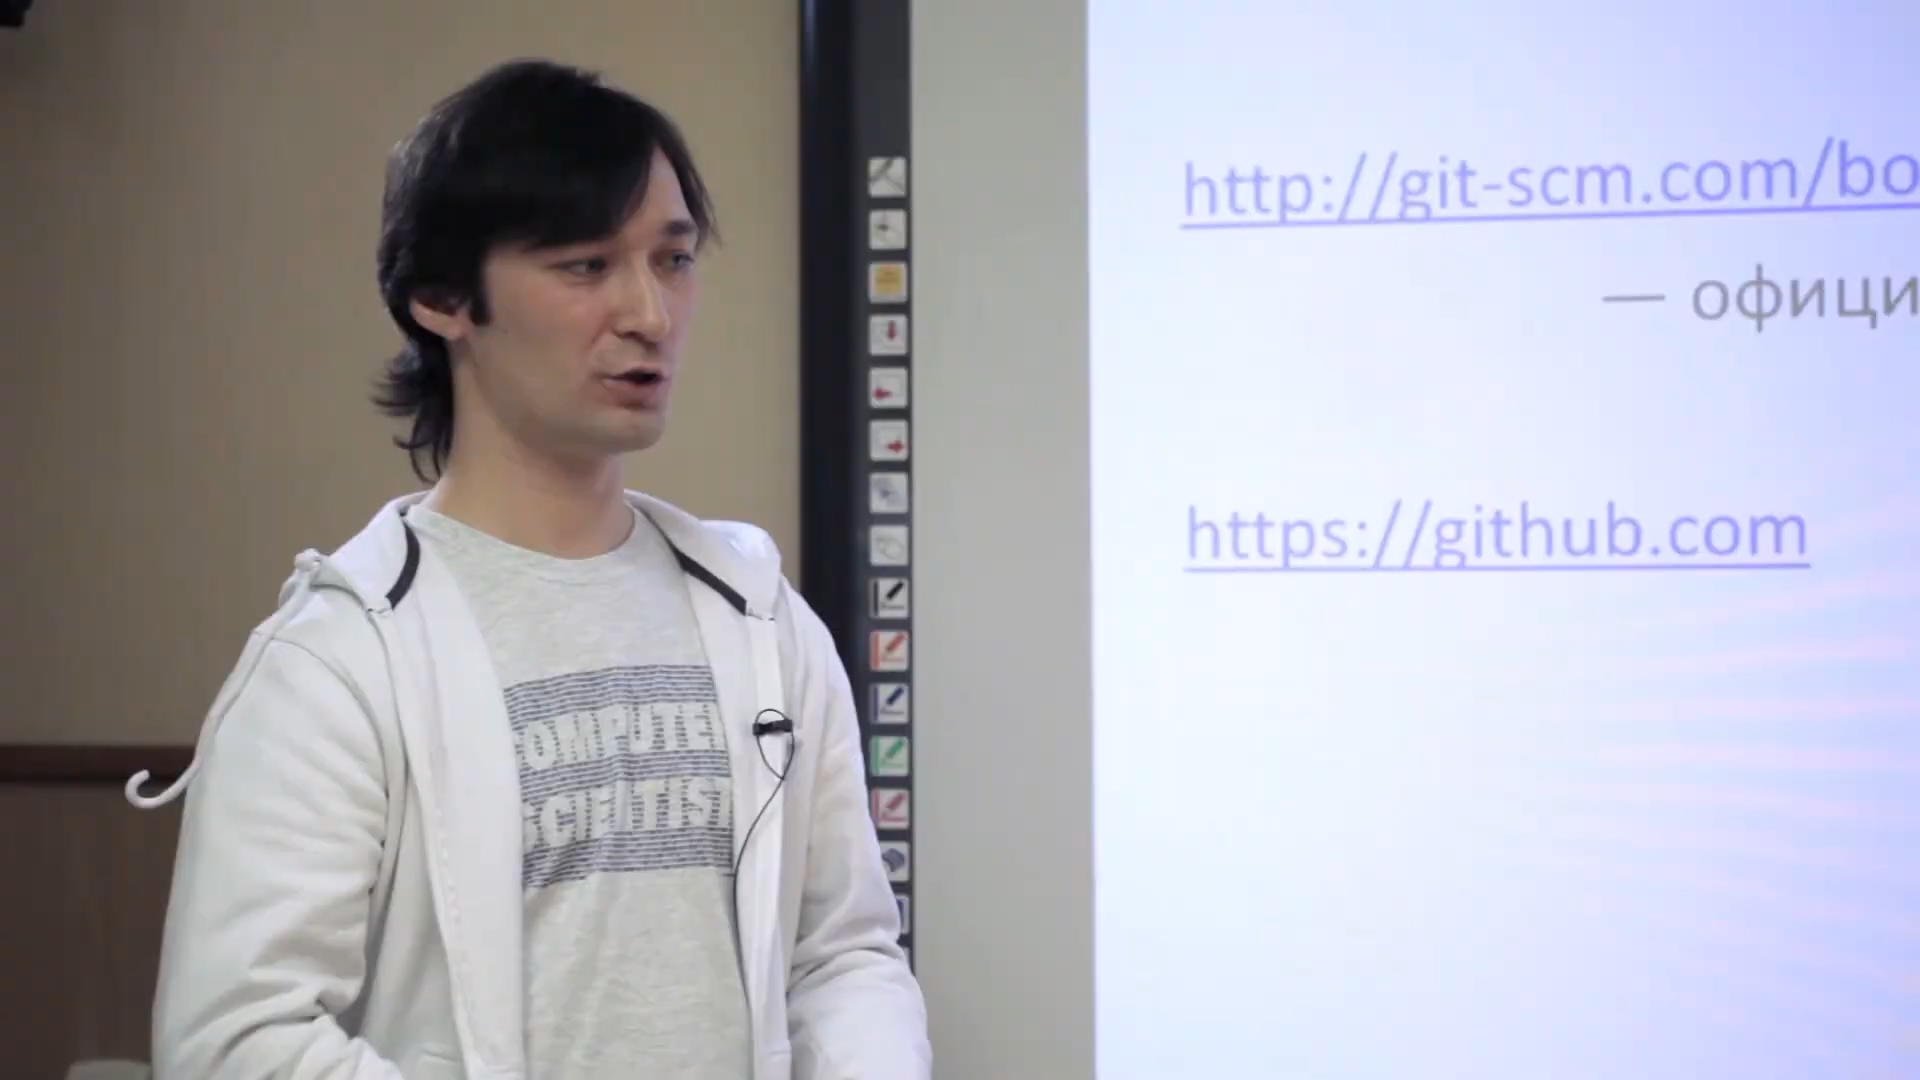 http://git-scm.com/bo
— офици
https://github.com
COMPUTER
SCIENTIST